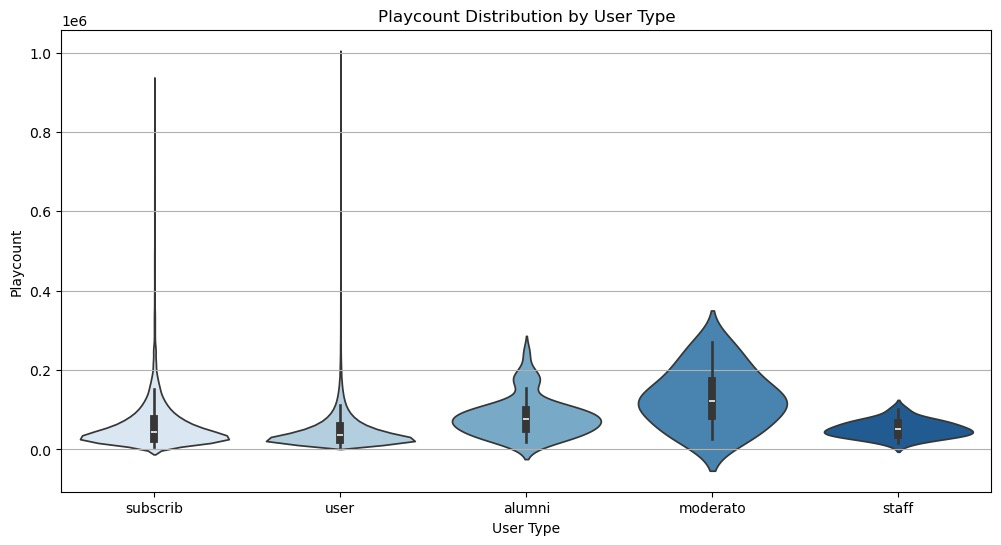 Playcount Distribution by User Type
1e6
1.0
0.8
0.6
0.4
0.2
0.0
Playcount
subscrib
user
alumni
moderato
staff
User Type